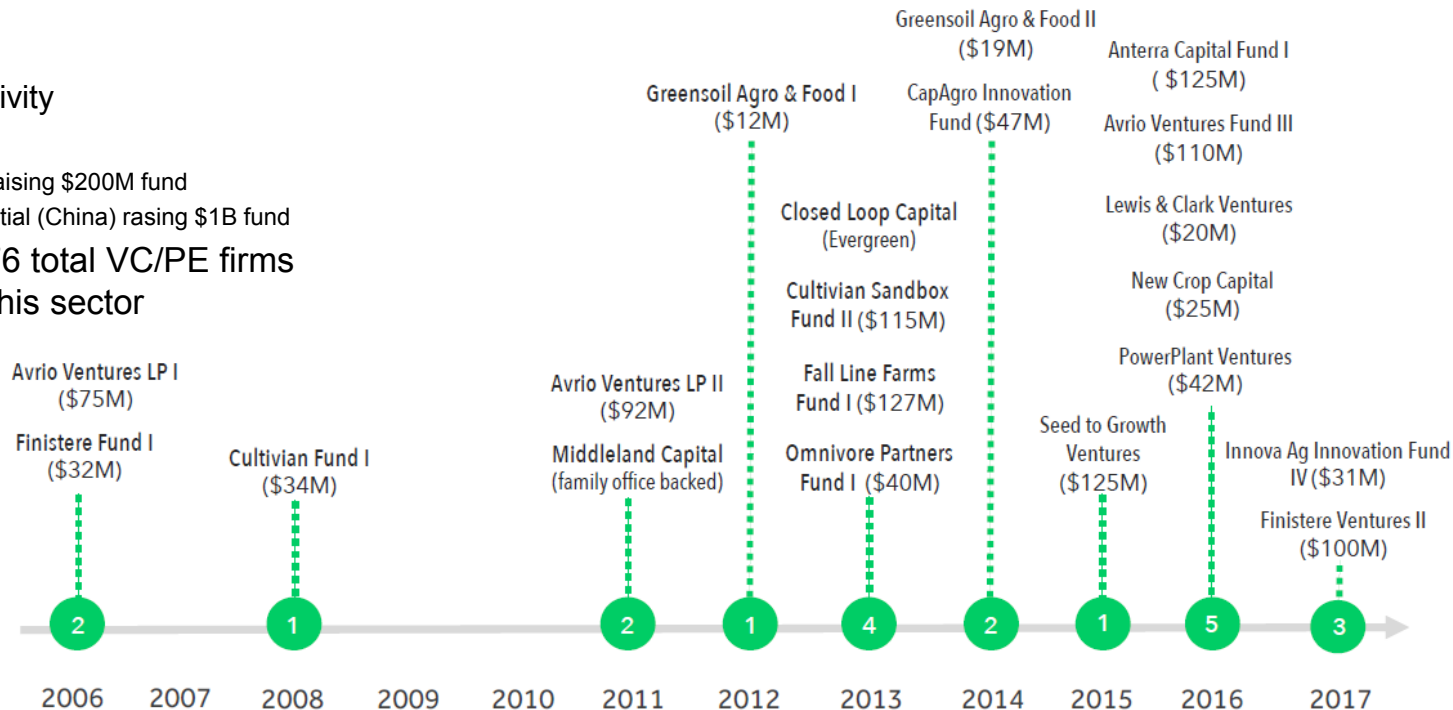 ivity
aising $200M fund
tial (China) rasing $1B fund
6 total VC/PE firms
his sector
Avrio Ventures LP I
($75M)
Finistere Fund I
($32M)
Cultivian Fund I
($34M)
Avrio Ventures LP II
($92M)
Middleland Capital
(family office backed)
Greensoil Agro & Food I
($12M)
Closed Loop Capital
(Evergreen)
Cultivian Sandbox
Fund II ($115M)
Fall Line Farms
Fund I ($127M)
Omnivore Partners
Fund I ($40M)
Greensoil Agro & Food II
($19M)
CapAgro Innovation
Fund ($47M)
Seed to Growth
Ventures
($125M)
Anterra Capital Fund I
( $125M)
Avrio Ventures Fund III
($110M)
Lewis & Clark Ventures
($20M)
New Crop Capital
($25M)
PowerPlant Ventures
($42M)
Innova Ag Innovation Fund
IV ($31M)
Finistere Ventures II
($100M)
2 1 2 1 4 2 1 5 3
2006 2007 2008 2009 2010 2011 2012 2013 2014 2015 2016 2017